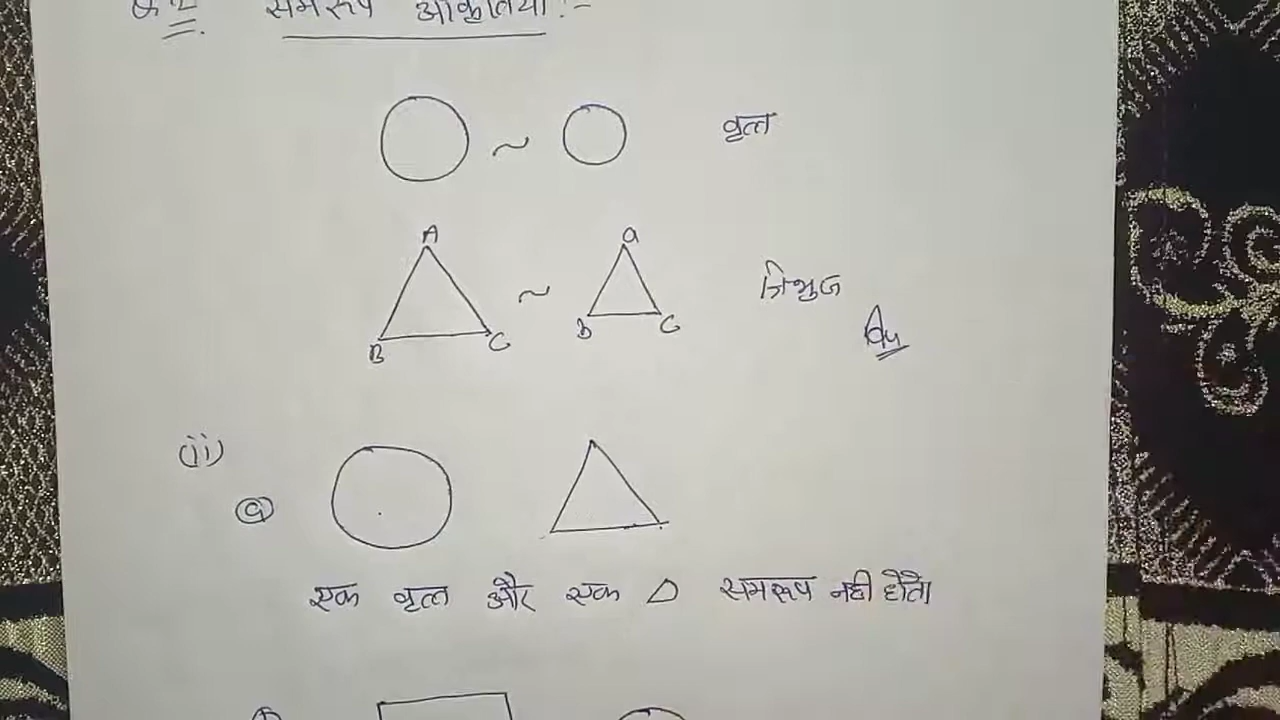 समरूप आकृतियाँ :-
~ वृत्त
A
a
~ त्रिभुज
B C
b c
(ii)
(a)
एक वृत्त और एक △ समरूप नही होते